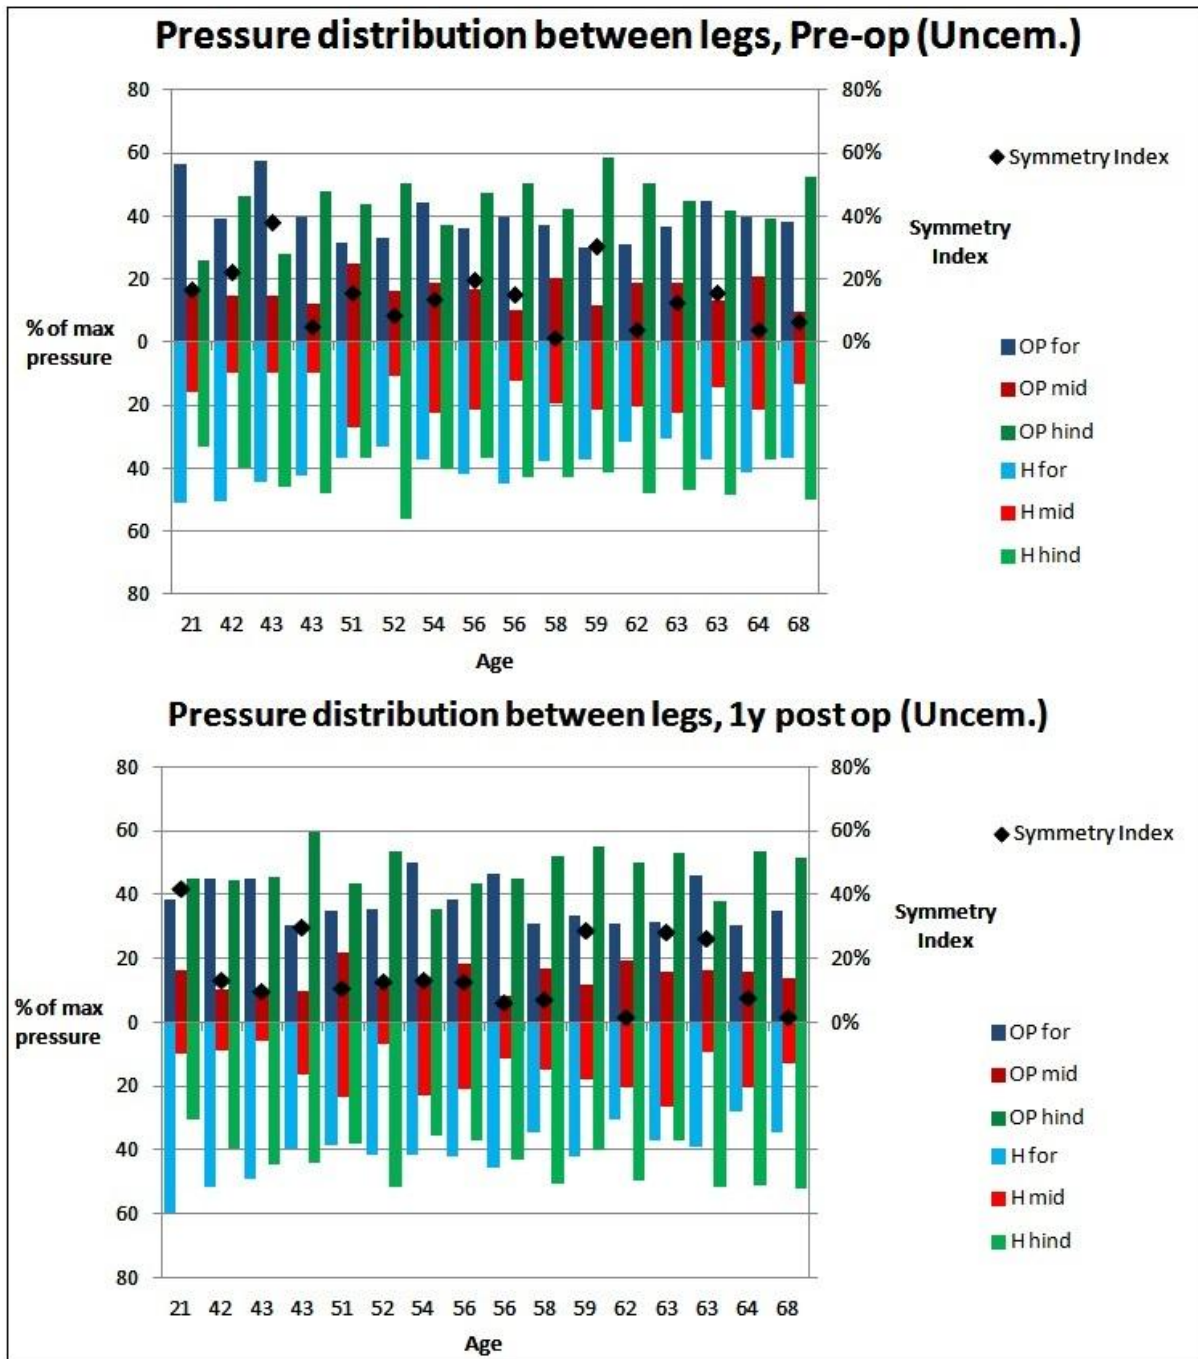 Pressure distribution between legs, Pre-op (Uncem.)
80
60
40
20
0
20
40
60
80
80%
60%
40%
20%
0%
% of max
pressure
Symmetry Index
Symmetry
Index
OP for
OP mid
OP hind
H for
H mid
H hind
21 42 43 43 51 52 54 56 56 58 59 62 63 63 64 68
Age
Pressure distribution between legs, 1y post op (Uncem.)
80
60
40
20
0
20
40
60
80
80%
60%
40%
20%
0%
% of max
pressure
Symmetry Index
Symmetry
Index
OP for
OP mid
OP hind
H for
H mid
H hind
21 42 43 43 51 52 54 56 56 58 59 62 63 63 64 68
Age